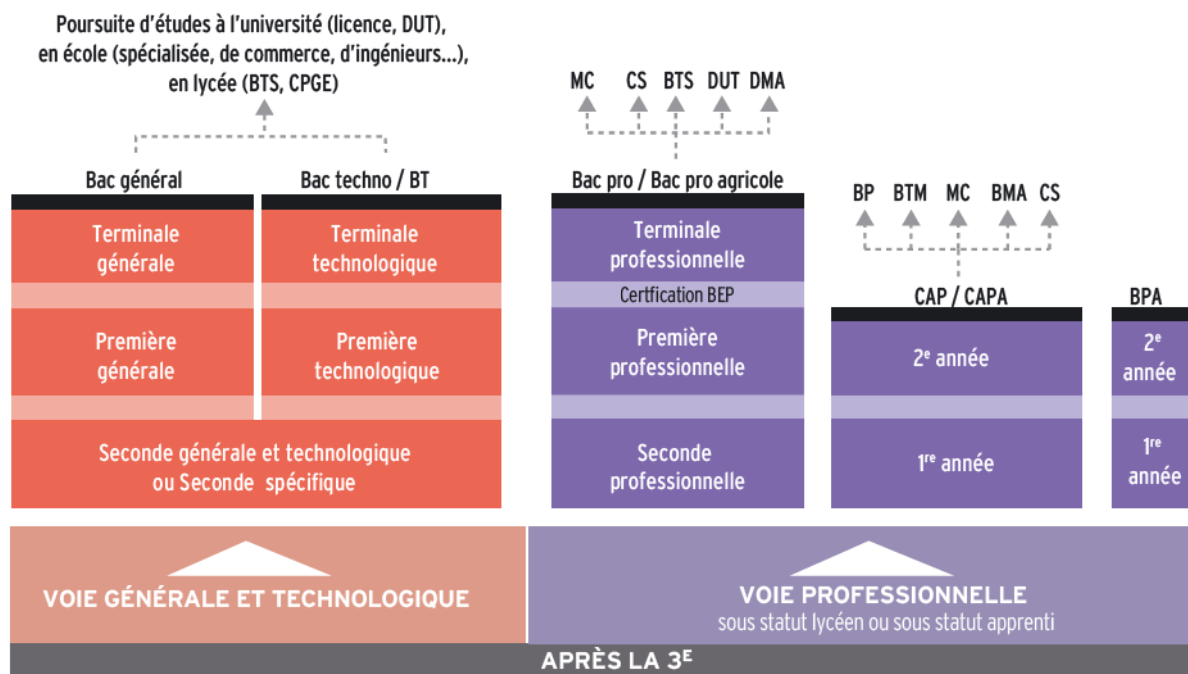 Poursuite d'études à l'université (licence, DUT),
en école (spécialisée, de commerce, d'ingénieurs...),
en lycée (BTS, CPGE)
MC CS BTS DUT DMA
Bac général
Bac techno / BT
Bac pro / Bac pro agricole
BP BTM MC BMA CS
Terminale
générale
Terminale
technologique
Terminale
professionnelle
Certfication BEP
CAP / CAPA
BPA
Première
générale
Première
technologique
Première
professionnelle
2e année
2e
année
Seconde générale et technologique
ou Seconde spécifique
Seconde
professionnelle
1re année
1re
année
VOIE GÉNÉRALE ET TECHNOLOGIQUE
VOIE PROFESSIONNELLE
sous statut lycéen ou sous statut apprenti
APRÈS LA 3E